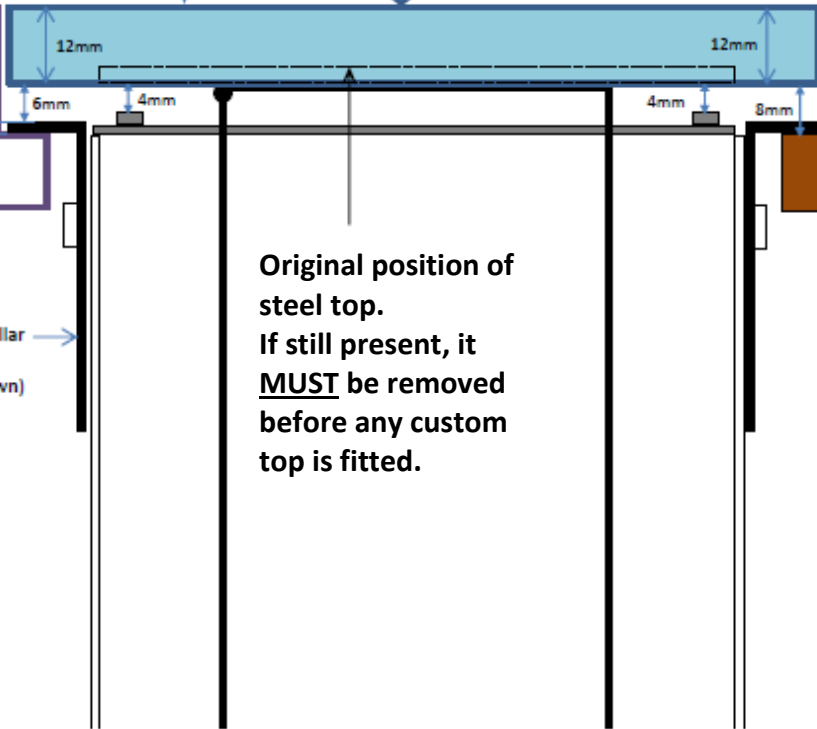 12mm
12mm
6mm
4mm
4mm
8mm
Original position of
steel top.
If still present, it
MUST be removed
before any custom
top is fitted.
llar
wn)